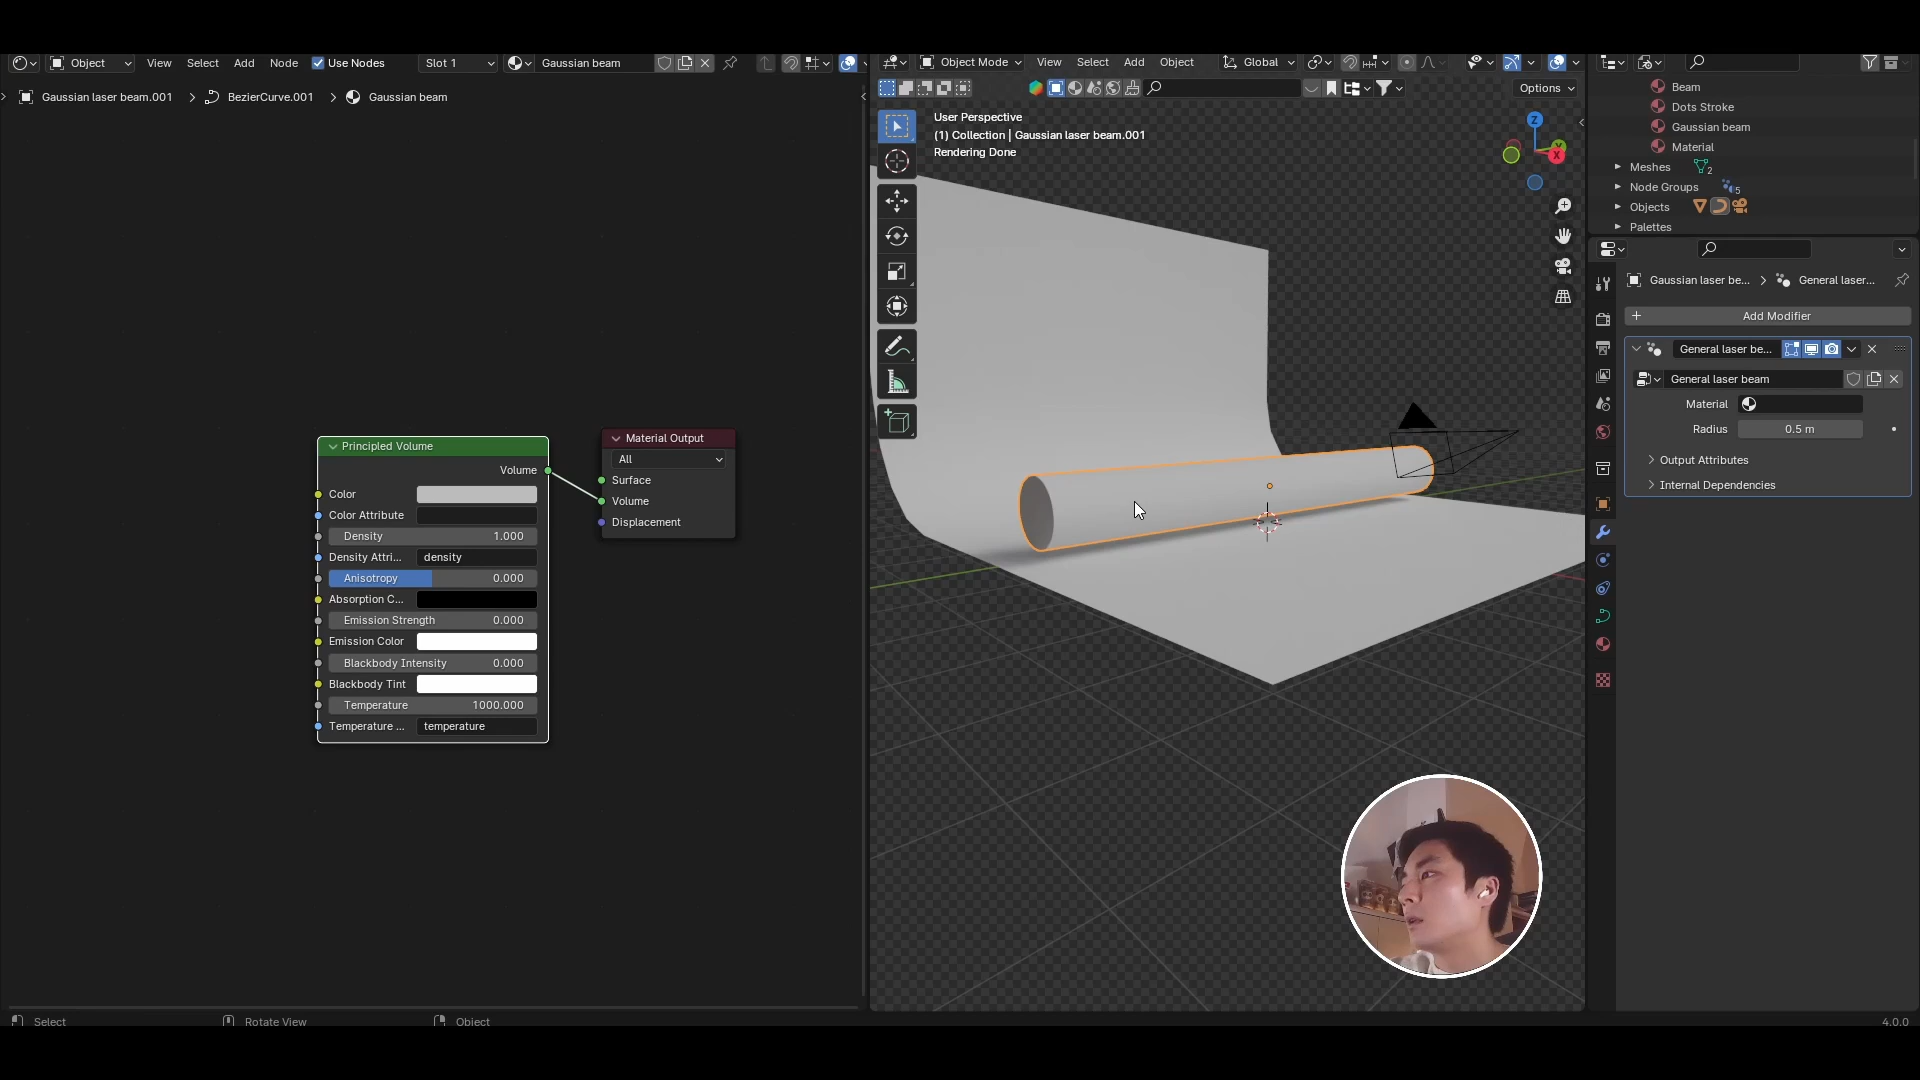 Object
View
Select
Add
Node
Use Nodes
Slot 1
Gaussian beam
Gaussian laser beam.001
BezierCurve.001
Gaussian beam
Principled Volume
Volume
Color
Color Attribute
Density 1.000
Density Attri... density
Anisotropy 0.000
Absorption C...
Emission Strength 0.000
Emission Color
Blackbody Intensity 0.000
Blackbody Tint
Temperature 1000.000
Temperature ... temperature
Material Output
All
Surface
Volume
Displacement
Object Mode
View
Select
Add
Object
Global
Options
User Perspective
(1) Collection | Gaussian laser beam.001
Rendering Done
Z
Y
X
Beam
Dots Stroke
Gaussian beam
Material
Meshes 2
Node Groups 5
Objects
Palettes
Gaussian laser be... General laser...
Add Modifier
General laser be...
General laser beam
Material
Radius 0.5 m
Output Attributes
Internal Dependencies
Select
Rotate View
Object
4.0.0